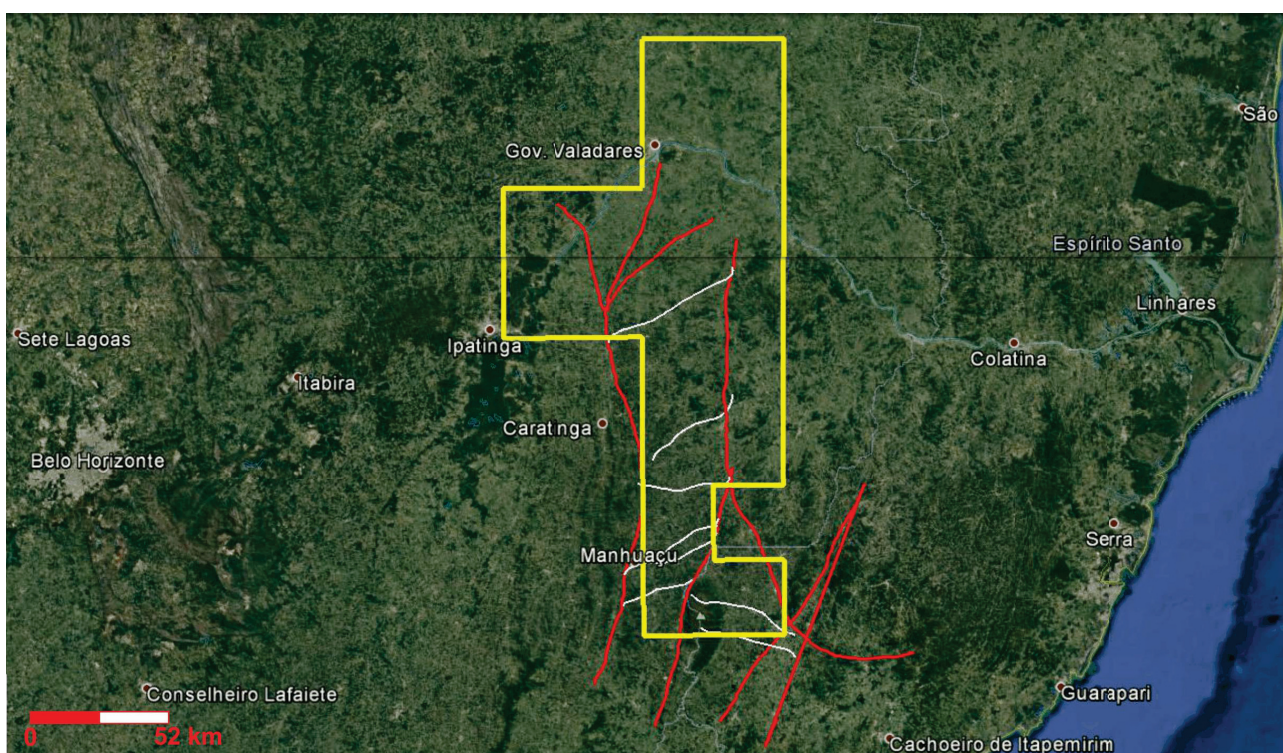 São
Gov. Valadares
Espírito Santo
Linhares
Sete Lagoas
Ipatinga
Colatina
Itabira
Caratinga
Belo Horizonte
Serra
Manhuaçu
Conselheiro Lafaiete
Guarapari
0 52 km
Cachoeiro de Itapemirim